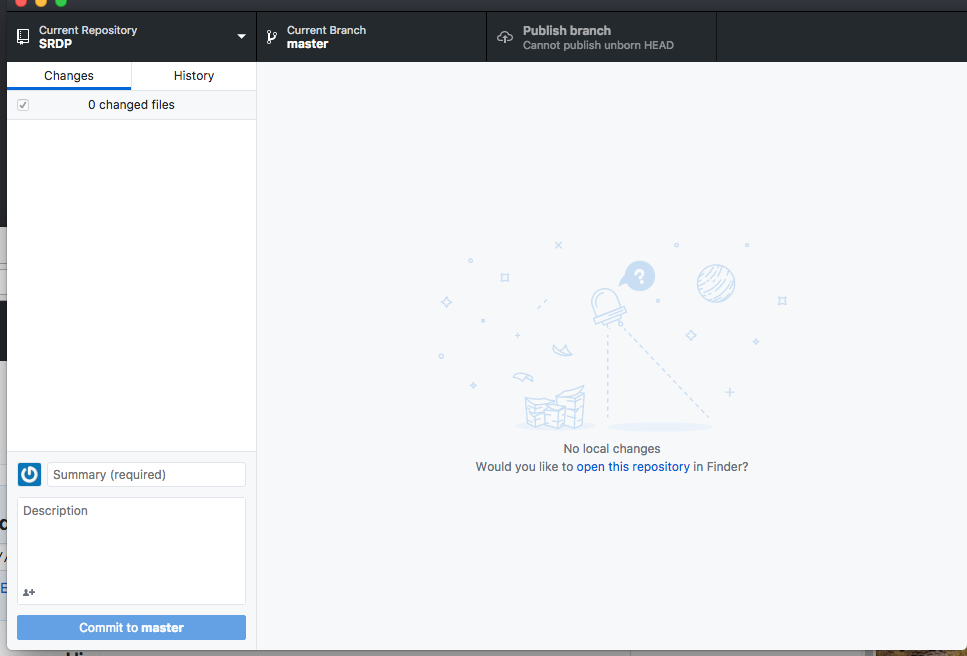 Current Repository
SRDP
Current Branch
master
Publish branch
Cannot publish unborn HEAD
Changes
History
0 changed files
?
No local changes
Would you like to open this repository in Finder?
Summary (required)
Description
Commit to master